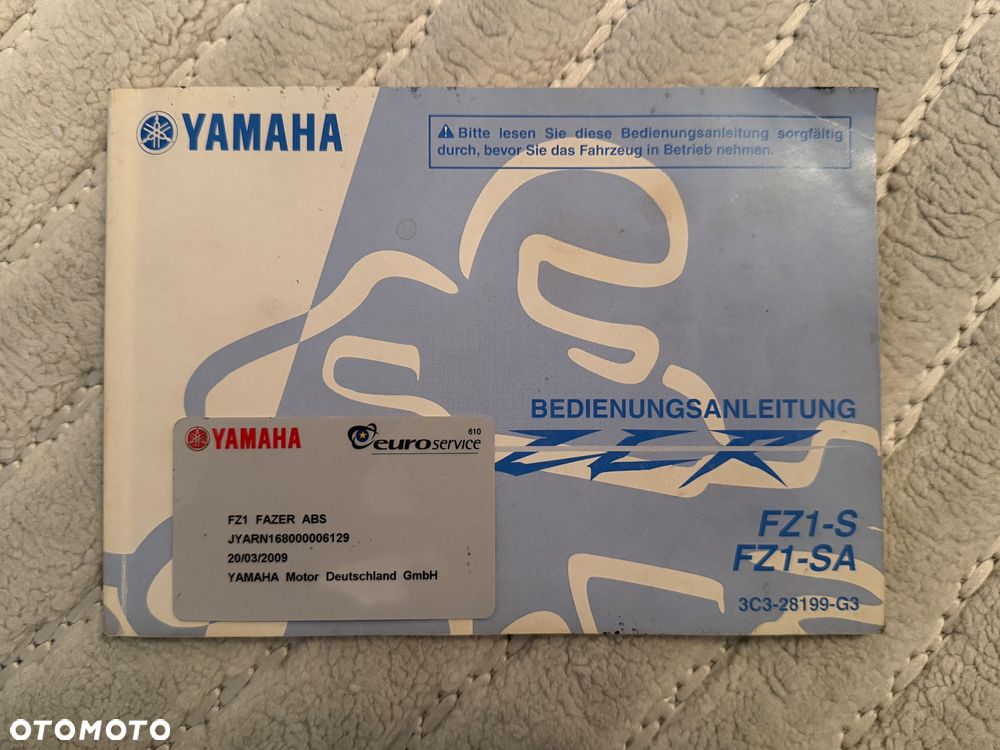 YAMAHA
Bitte lesen Sie diese Bedienungsanleitung sorgfältig
durch, bevor Sie das Fahrzeug in Betrieb nehmen.
BEDIENUNGSANLEITUNG
FZ1-S
FZ1-SA
3C3-28199-G3
YAMAHA
610
euroservice
FZ1 FAZER ABS
JYARN168000006129
20/03/2009
YAMAHA Motor Deutschland GmbH
OTOMOTO